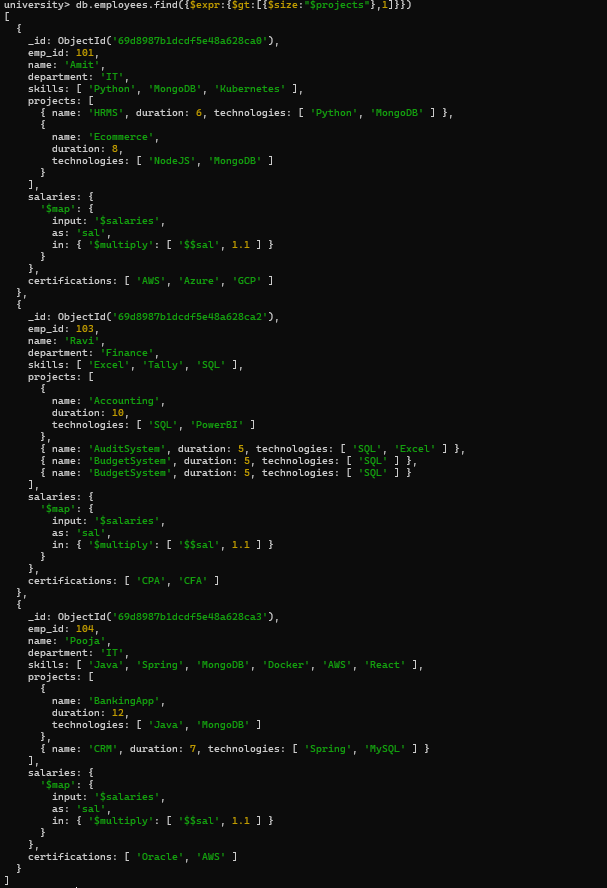 university> db.employees.find({$expr:{$gt:[{$size:"$projects"},1]}})
[
  {
    _id: ObjectId('69d8987b1dcdf5e48a628ca0'),
    emp_id: 101,
    name: 'Amit',
    department: 'IT',
    skills: [ 'Python', 'MongoDB', 'Kubernetes' ],
    projects: [
      { name: 'HRMS', duration: 6, technologies: [ 'Python', 'MongoDB' ] },
      {
        name: 'Ecommerce',
        duration: 8,
        technologies: [ 'NodeJS', 'MongoDB' ]
      }
    ],
    salaries: {
      '$map': {
        input: '$salaries',
        as: 'sal',
        in: { '$multiply': [ '$$sal', 1.1 ] }
      }
    },
    certifications: [ 'AWS', 'Azure', 'GCP' ]
  },
  {
    _id: ObjectId('69d8987b1dcdf5e48a628ca2'),
    emp_id: 103,
    name: 'Ravi',
    department: 'Finance',
    skills: [ 'Excel', 'Tally', 'SQL' ],
    projects: [
      {
        name: 'Accounting',
        duration: 10,
        technologies: [ 'SQL', 'PowerBI' ]
      },
      { name: 'AuditSystem', duration: 5, technologies: [ 'SQL', 'Excel' ] },
      { name: 'BudgetSystem', duration: 5, technologies: [ 'SQL' ] },
      { name: 'BudgetSystem', duration: 5, technologies: [ 'SQL' ] }
    ],
    salaries: {
      '$map': {
        input: '$salaries',
        as: 'sal',
        in: { '$multiply': [ '$$sal', 1.1 ] }
      }
    },
    certifications: [ 'CPA', 'CFA' ]
  },
  {
    _id: ObjectId('69d8987b1dcdf5e48a628ca3'),
    emp_id: 104,
    name: 'Pooja',
    department: 'IT',
    skills: [ 'Java', 'Spring', 'MongoDB', 'Docker', 'AWS', 'React' ],
    projects: [
      {
        name: 'BankingApp',
        duration: 12,
        technologies: [ 'Java', 'MongoDB' ]
      },
      { name: 'CRM', duration: 7, technologies: [ 'Spring', 'MySQL' ] }
    ],
    salaries: {
      '$map': {
        input: '$salaries',
        as: 'sal',
        in: { '$multiply': [ '$$sal', 1.1 ] }
      }
    },
    certifications: [ 'Oracle', 'AWS' ]
  }
]